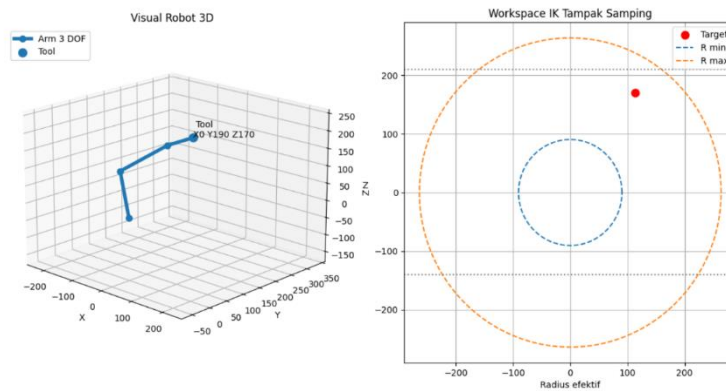 Visual Robot 3D
Arm 3 DOF
Tool
Tool
X0 Y190 Z170
250
200
150
100
50
0
-50
-100
-150
Z
-200
-100
0
100
200
X
-50
0
50
100
150
200
250
300
350
Y
Workspace IK Tampak Samping
Target
R min
R max
200
100
0
-100
-200
Z
-200
-100
0
100
200
Radius efektif